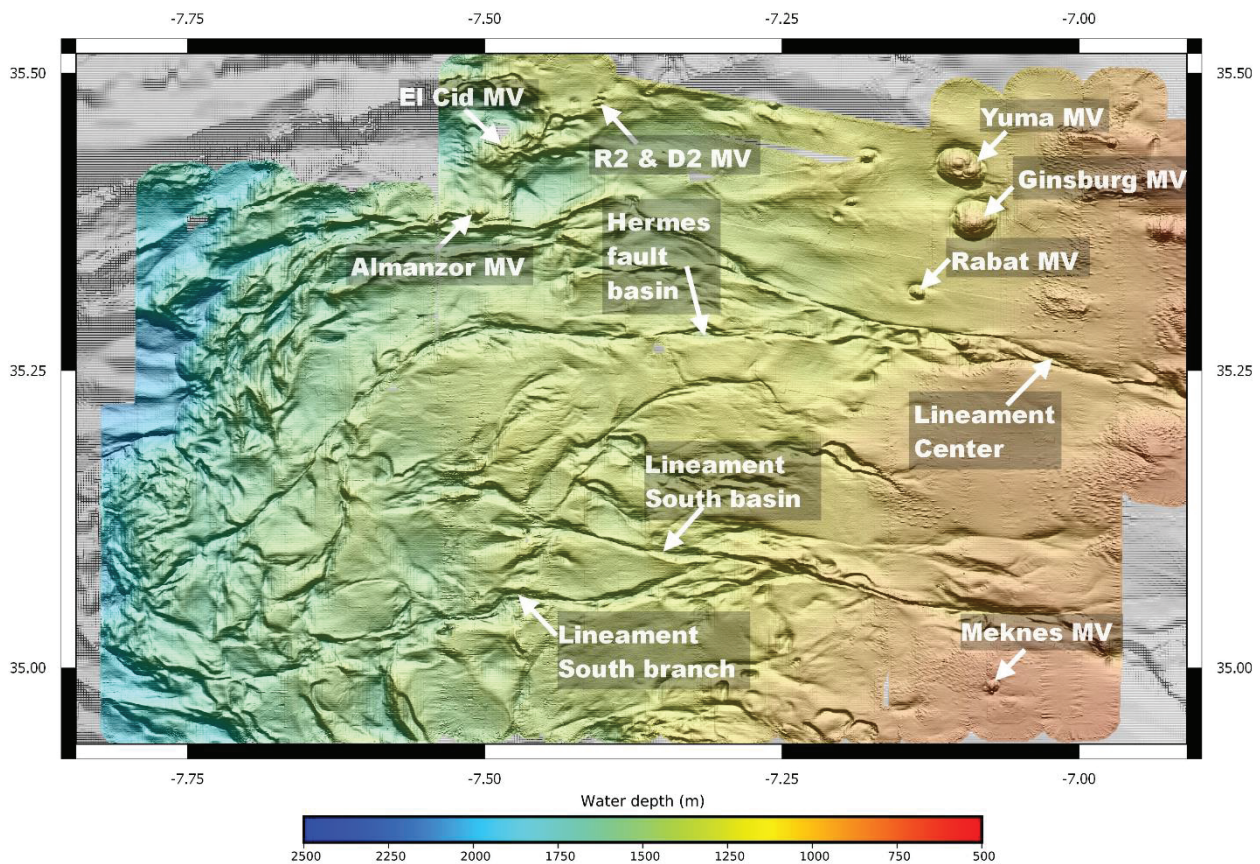 -7.75
-7.50
-7.25
-7.00
35.50
35.50
El Cid MV
Yuma MV
R2 & D2 MV
Ginsburg MV
Hermes
fault
basin
Almanzor MV
Rabat MV
35.25
35.25
Lineament
Center
Lineament
South basin
Lineament
South branch
Meknes MV
35.00
35.00
-7.75
-7.50
-7.25
-7.00
Water depth (m)
2500
2250
2000
1750
1500
1250
1000
750
500